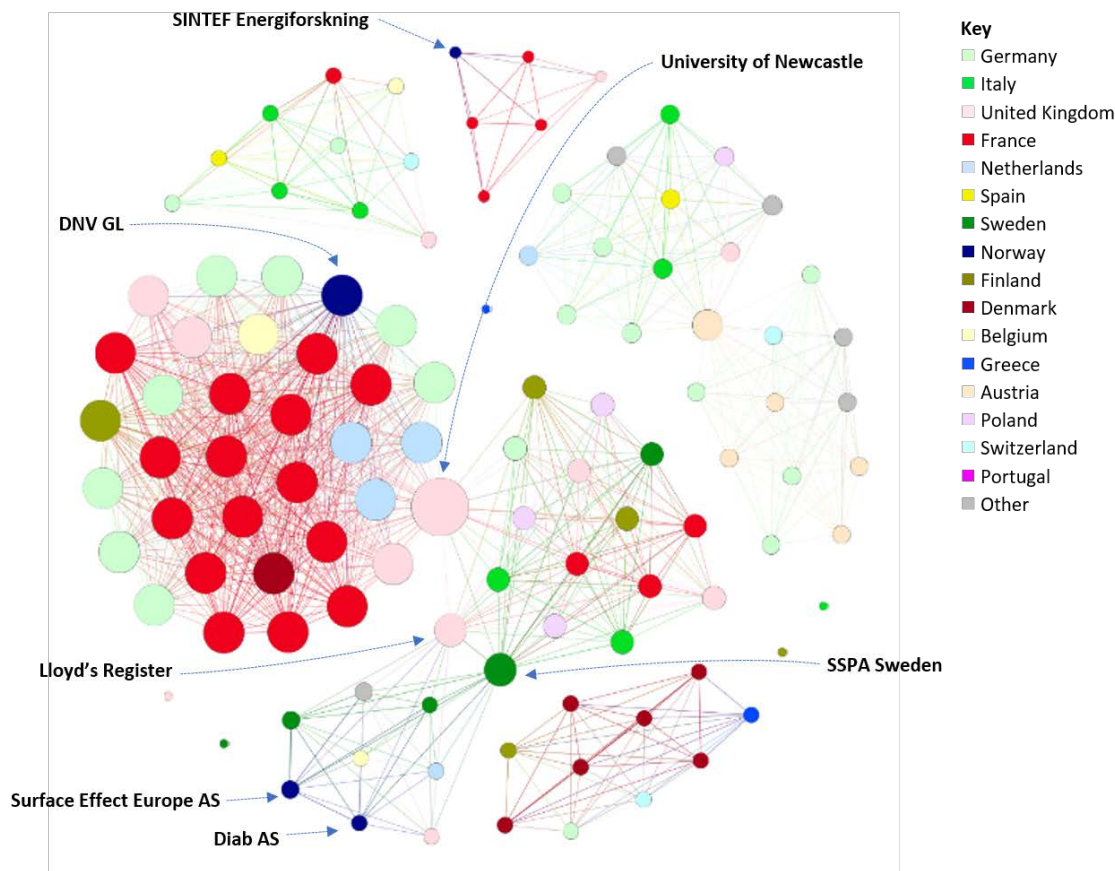 SINTEF Energiforskning
University of Newcastle
DNV GL
Lloyd's Register
SSPA Sweden
Surface Effect Europe AS
Diab AS
Key
Germany
Italy
United Kingdom
France
Netherlands
Spain
Sweden
Norway
Finland
Denmark
Belgium
Greece
Austria
Poland
Switzerland
Portugal
Other